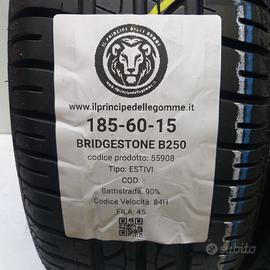 IL PRINCIPE DELLE GOMME
www.ilprincipedellegomme.it
185-60-15
BRIDGESTONE B250
codice prodotto: 55908
Tipo: ESTIVI
COD:
Battistrada: 90%
Codice Velocità: 84H
FILA: 45
subito